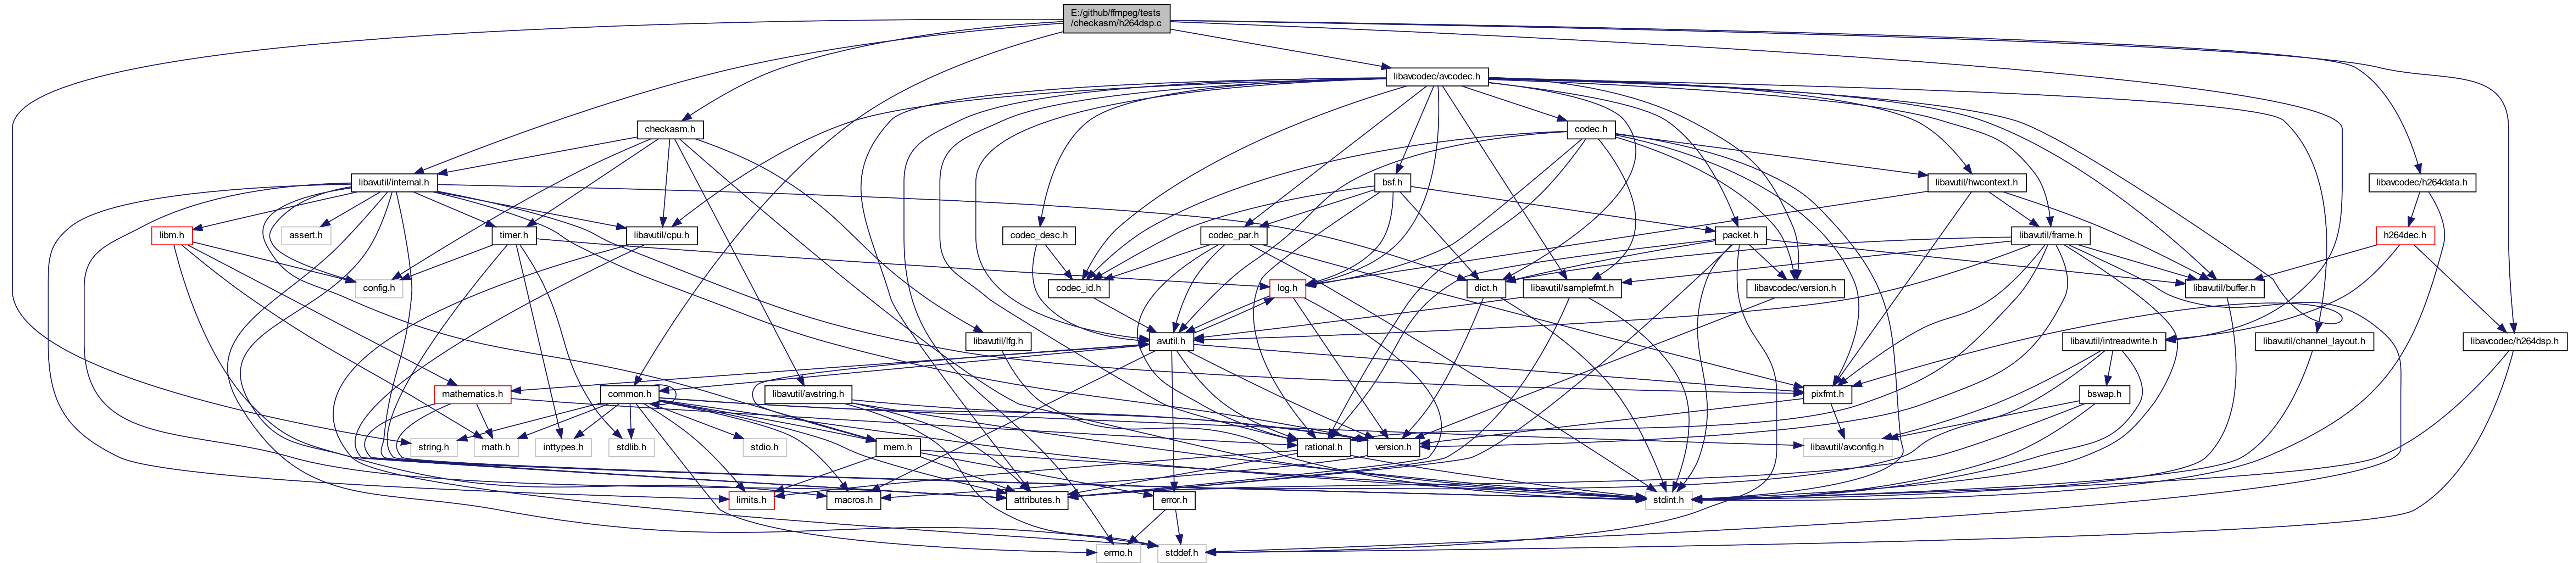 E:/github/ffmpeg/tests
/checkasm/h264dsp.c
libavcodec/avcodec.h
checkasm.h
codec.h
libavutil/internal.h
bsf.h
libavutil/hwcontext.h
libavcodec/h264data.h
libm.h
assert.h
timer.h
libavutil/cpu.h
codec_desc.h
codec_par.h
packet.h
libavutil/frame.h
h264dec.h
config.h
codec_id.h
log.h
dict.h
libavutil/samplefmt.h
libavcodec/version.h
libavutil/buffer.h
libavutil/lfg.h
avutil.h
libavutil/intreadwrite.h
libavutil/channel_layout.h
libavcodec/h264dsp.h
mathematics.h
common.h
libavutil/avstring.h
pixfmt.h
bswap.h
string.h
math.h
inttypes.h
stdlib.h
stdio.h
mem.h
rational.h
version.h
libavutil/avconfig.h
limits.h
macros.h
attributes.h
error.h
stdint.h
errno.h
stddef.h